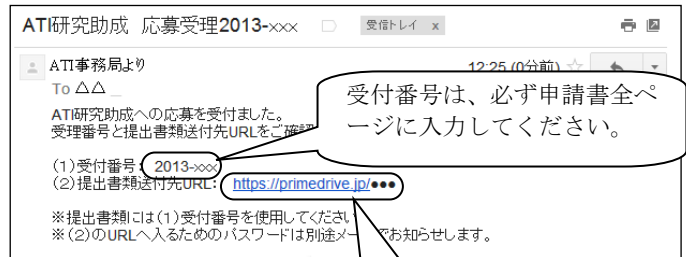 ATI研究助成 応募受理2013-××× 受信トレイ x
ATI事務局より 12:25 (0分前)
To △△
ATI研究助成への応募を受付ました。
受理番号と提出書類送付先URLをご確認
受付番号は、必ず申請書全ペ
ージに入力してください。
(1)受付番号: 2013-×××
(2)提出書類送付先URL: https://primedrive.jp/●●●
※提出書類には(1)受付番号を使用してください
※(2)のURLへ入るためのパスワードは別途メールでお知らせします。